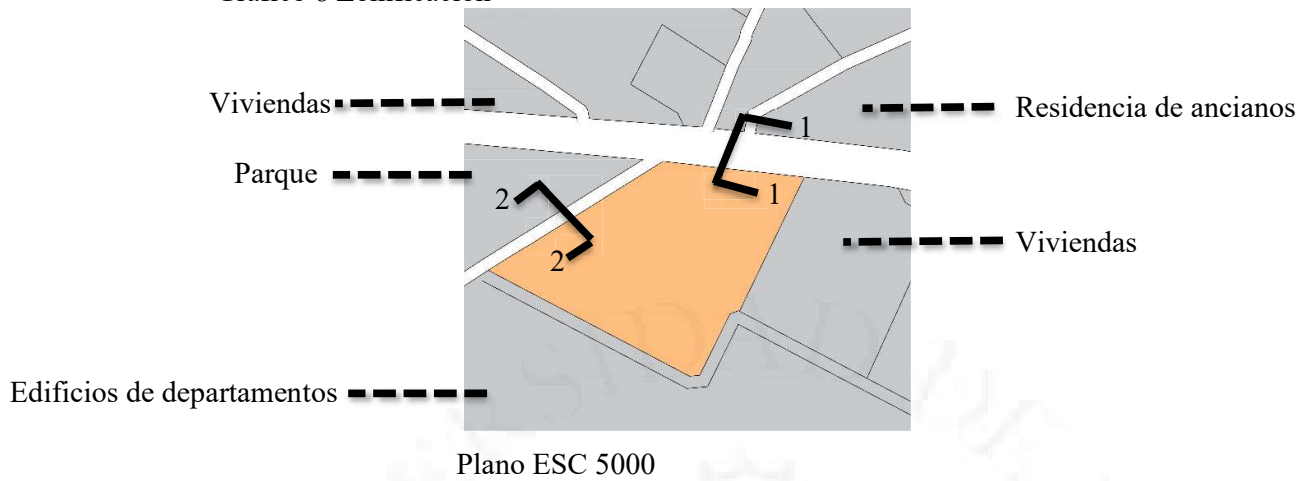 Viviendas
Residencia de ancianos
1
Parque
2
1
Viviendas
2
Edificios de departamentos
Plano ESC 5000